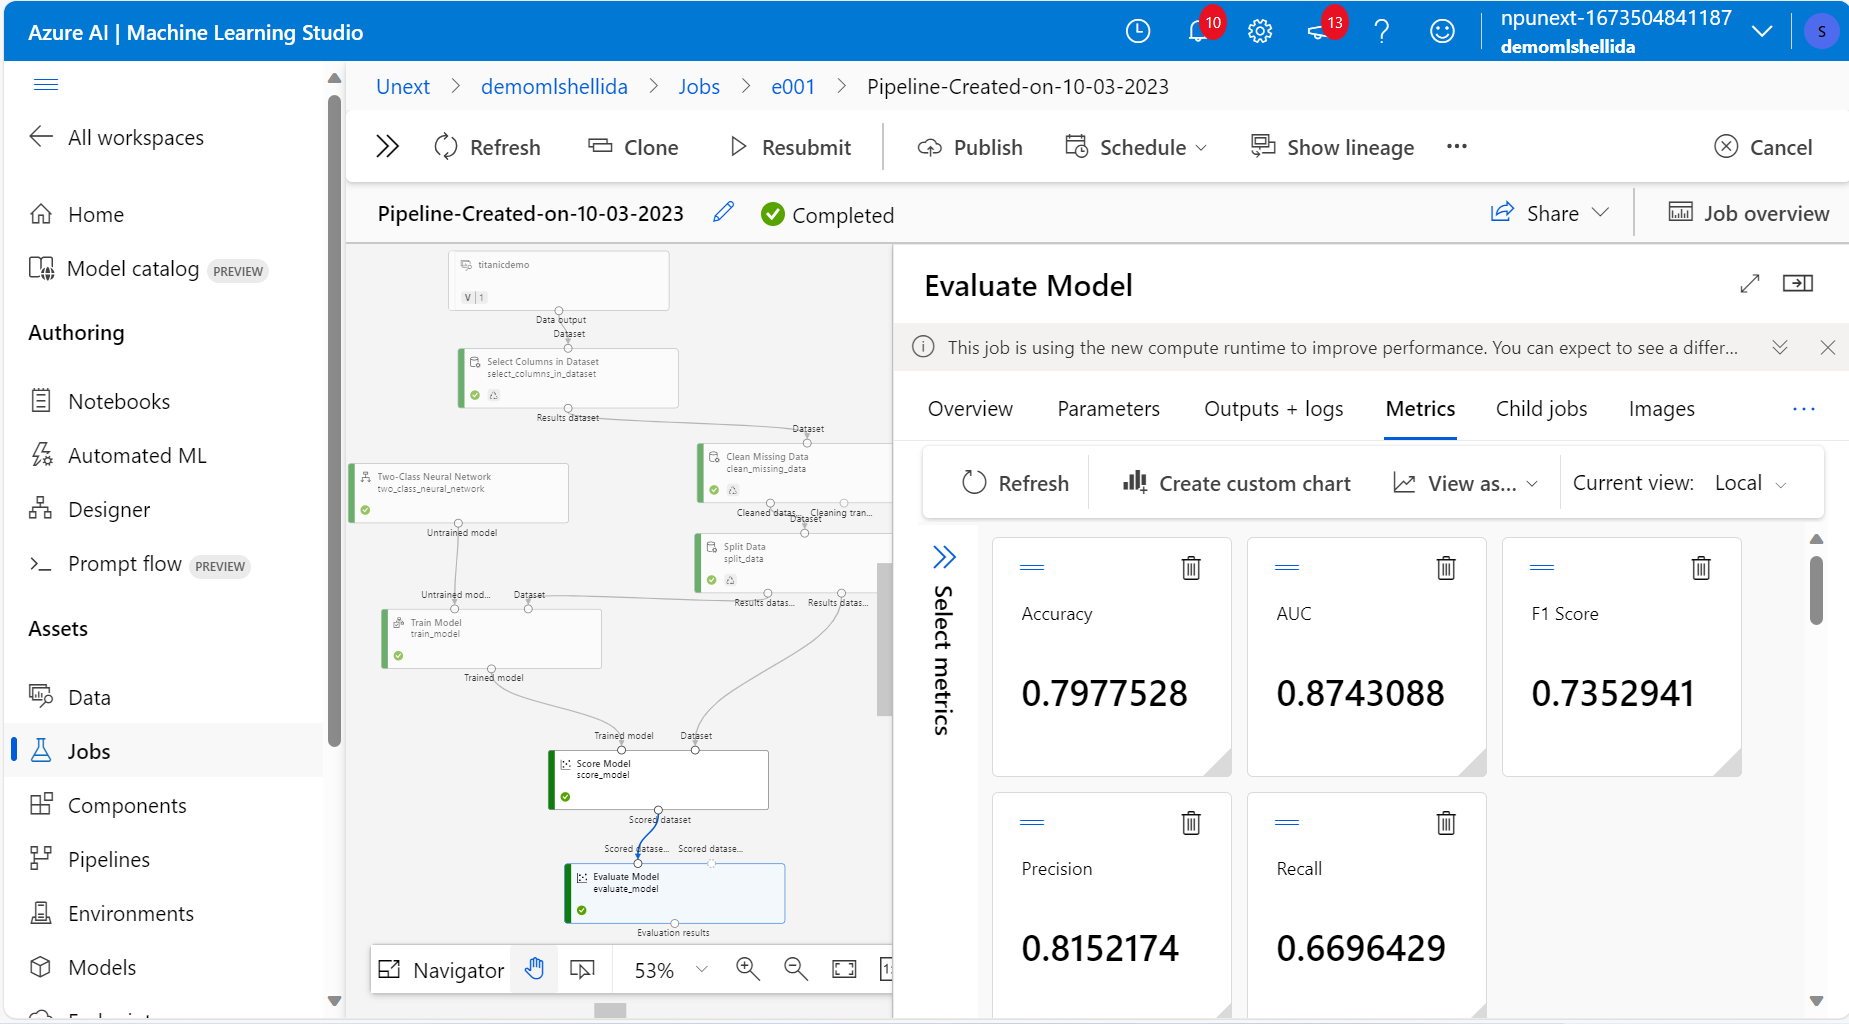 Azure AI | Machine Learning Studio
10
13
npunext-1673504841187
demomlshellida
S
All workspaces
Home
Model catalog PREVIEW
Authoring
Notebooks
Automated ML
Designer
Prompt flow PREVIEW
Assets
Data
Jobs
Components
Pipelines
Environments
Models
Unext > demomlshellida > Jobs > e001 > Pipeline-Created-on-10-03-2023
Refresh
Clone
Resubmit
Publish
Schedule
Show lineage
Cancel
Pipeline-Created-on-10-03-2023
Completed
Share
Job overview
titanicdemo
V | 1
Data output
Dataset
Select Columns in Dataset
select_columns_in_dataset
Results dataset
Dataset
Clean Missing Data
clean_missing_data
Cleaned datas... Cleaning tran...
Dataset
Two-Class Neural Network
two_class_neural_network
Untrained model
Split Data
split_data
Results datas... Results datas...
Untrained mod... Dataset
Train Model
train_model
Trained model
Trained model Dataset
Score Model
score_model
Scored dataset
Scored datase... Scored datase...
Evaluate Model
evaluate_model
Evaluation results
Navigator
53%
Evaluate Model
This job is using the new compute runtime to improve performance. You can expect to see a differ...
Overview
Parameters
Outputs + logs
Metrics
Child jobs
Images
Refresh
Create custom chart
View as...
Current view: Local
Select metrics
Accuracy
0.7977528
AUC
0.8743088
F1 Score
0.7352941
Precision
0.8152174
Recall
0.6696429